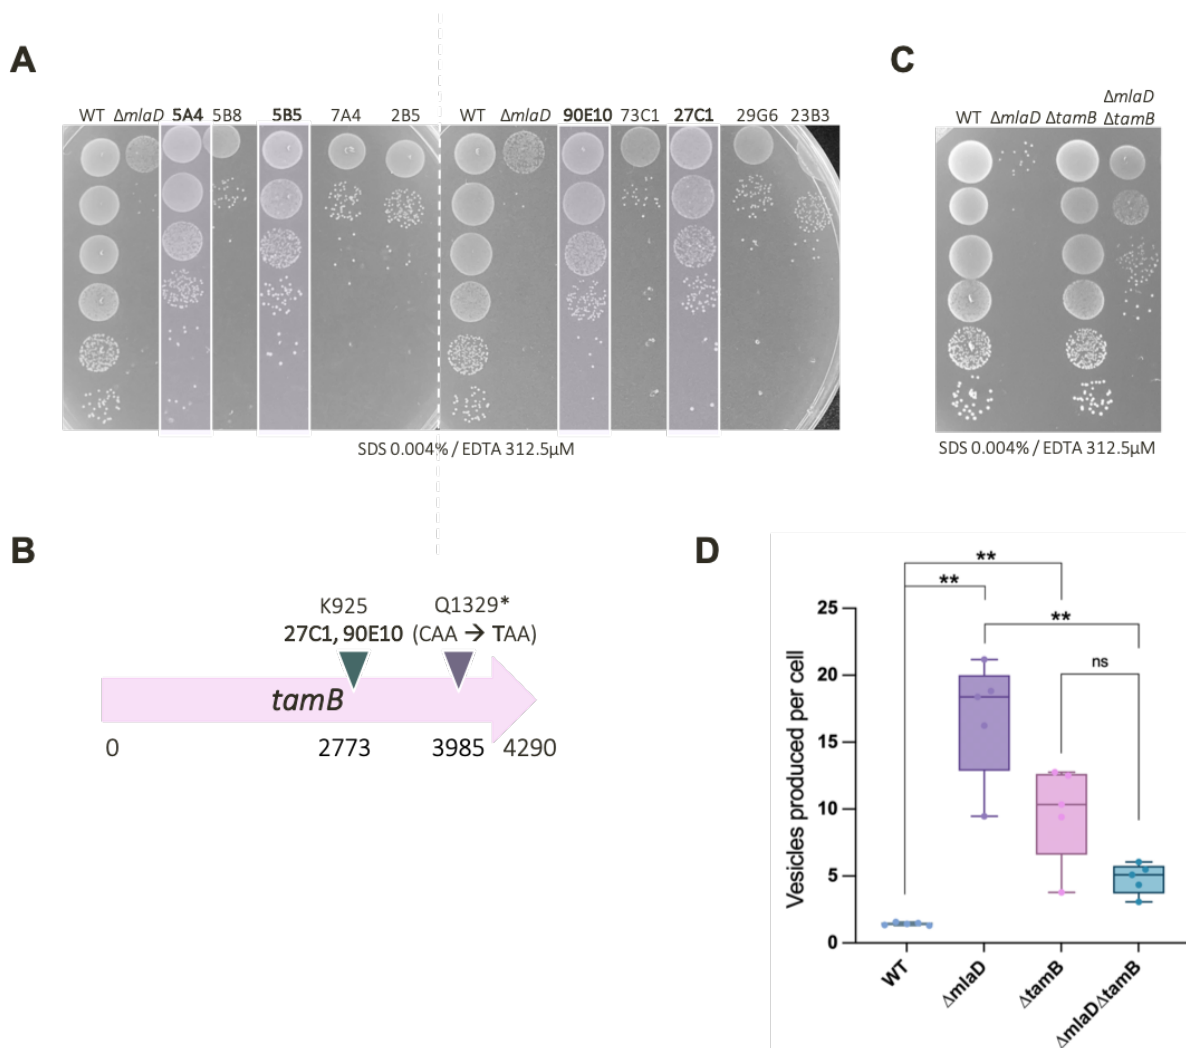 A
C
WT ΔmlaD 5A4 5B8 5B5 7A4 2B5 WT ΔmlaD 90E10 73C1 27C1 29G6 23B3
ΔmlaD
WT ΔmlaD ΔtamB ΔtamB
SDS 0.004% / EDTA 312.5µM
SDS 0.004% / EDTA 312.5µM
B
K925 Q1329*
27C1, 90E10 (CAA → TAA)
tamB
0 2773 3985 4290
D
**
**
**
ns
Vesicles produced per cell
25
20
15
10
5
0
WT
ΔmlaD
ΔtamB
ΔmlaDΔtamB